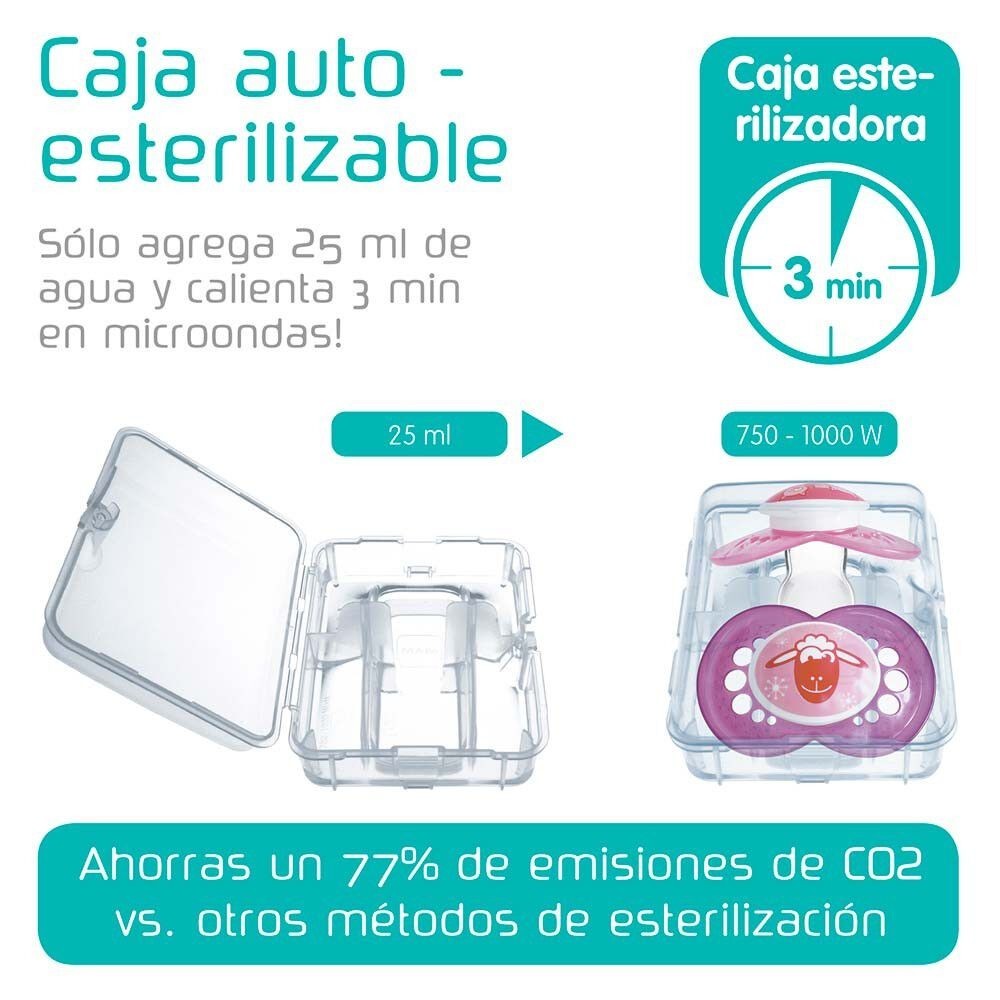 Caja auto -
esterilizable
Sólo agrega 25 ml de
agua y calienta 3 min
en microondas!
Caja este-
rilizadora
3 min
25 ml
750 - 1000 W
MAM
Ahorras un 77% de emisiones de CO2
vs. otros métodos de esterilización